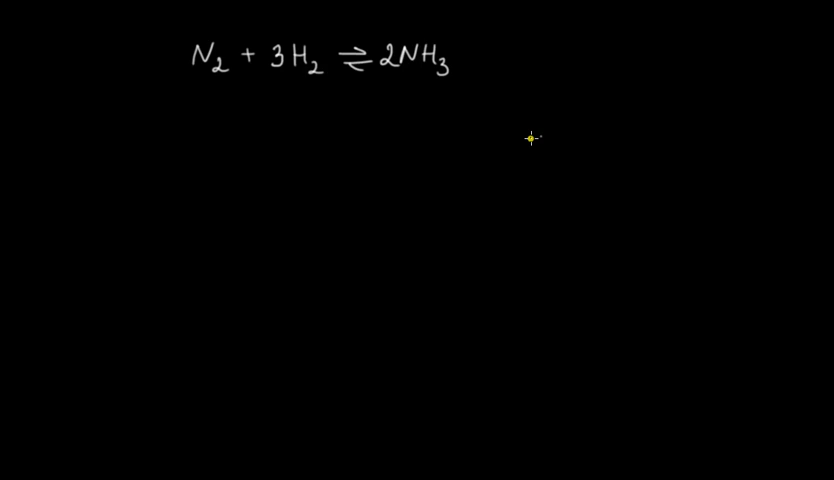 N₂ + 3H₂ ⇌ 2NH₃